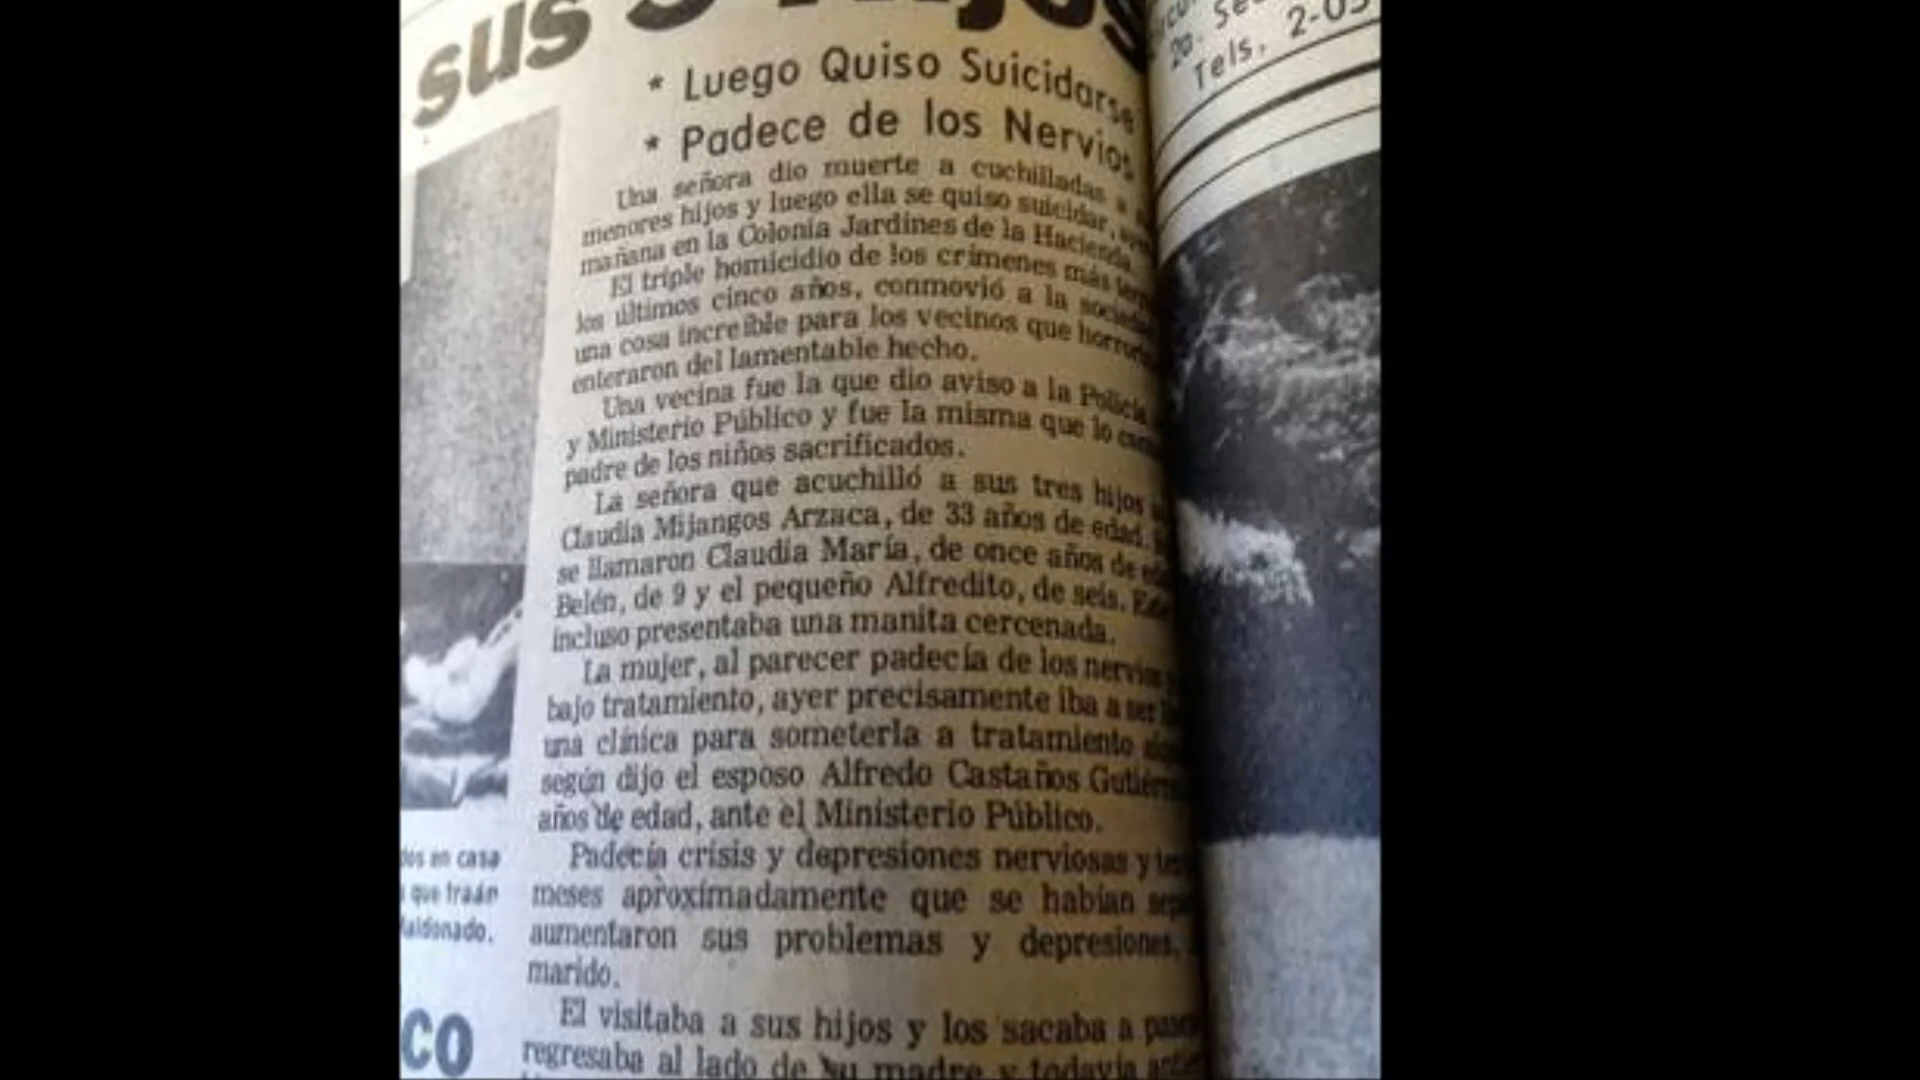 sus 3 Hijos
* Luego Quiso Suicidarse
* Padece de los Nervios
Una señora dio muerte a cuchilladas a
menores hijos y luego ella se quiso suicidar,
mañana en la Colonia Jardines de la Hacienda.
El triple homicidio de los crímenes más
los últimos cinco años, conmovió a la
una cosa increíble para los vecinos que
enteraron del lamentable hecho.
Una vecina fue la que dio aviso a la Policía
y Ministerio Público y fue la misma que lo
padre de los niños sacrificados.
La señora que acuchilló a sus tres hijos
Claudia Mijangos Arzaca, de 33 años de edad.
se llamaron Claudia María, de once años de
Belén, de 9 y el pequeño Alfredito, de seis.
incluso presentaba una manita cercenada.
La mujer, al parecer padecía de los nervios
bajo tratamiento, ayer precisamente iba a ser
una clínica para someterla a tratamiento
según dijo el esposo Alfredo Castaños
años de edad, ante el Ministerio Público.
Padecía crisis y depresiones nerviosas y
meses aproximadamente que se habían
aumentaron sus problemas y depresiones,
marido.
El visitaba a sus hijos y los sacaba a
regresaba al lado de su madre y todavía
2a.
Tels. 2-05
dos en casa
que traán
aldonado.
CO